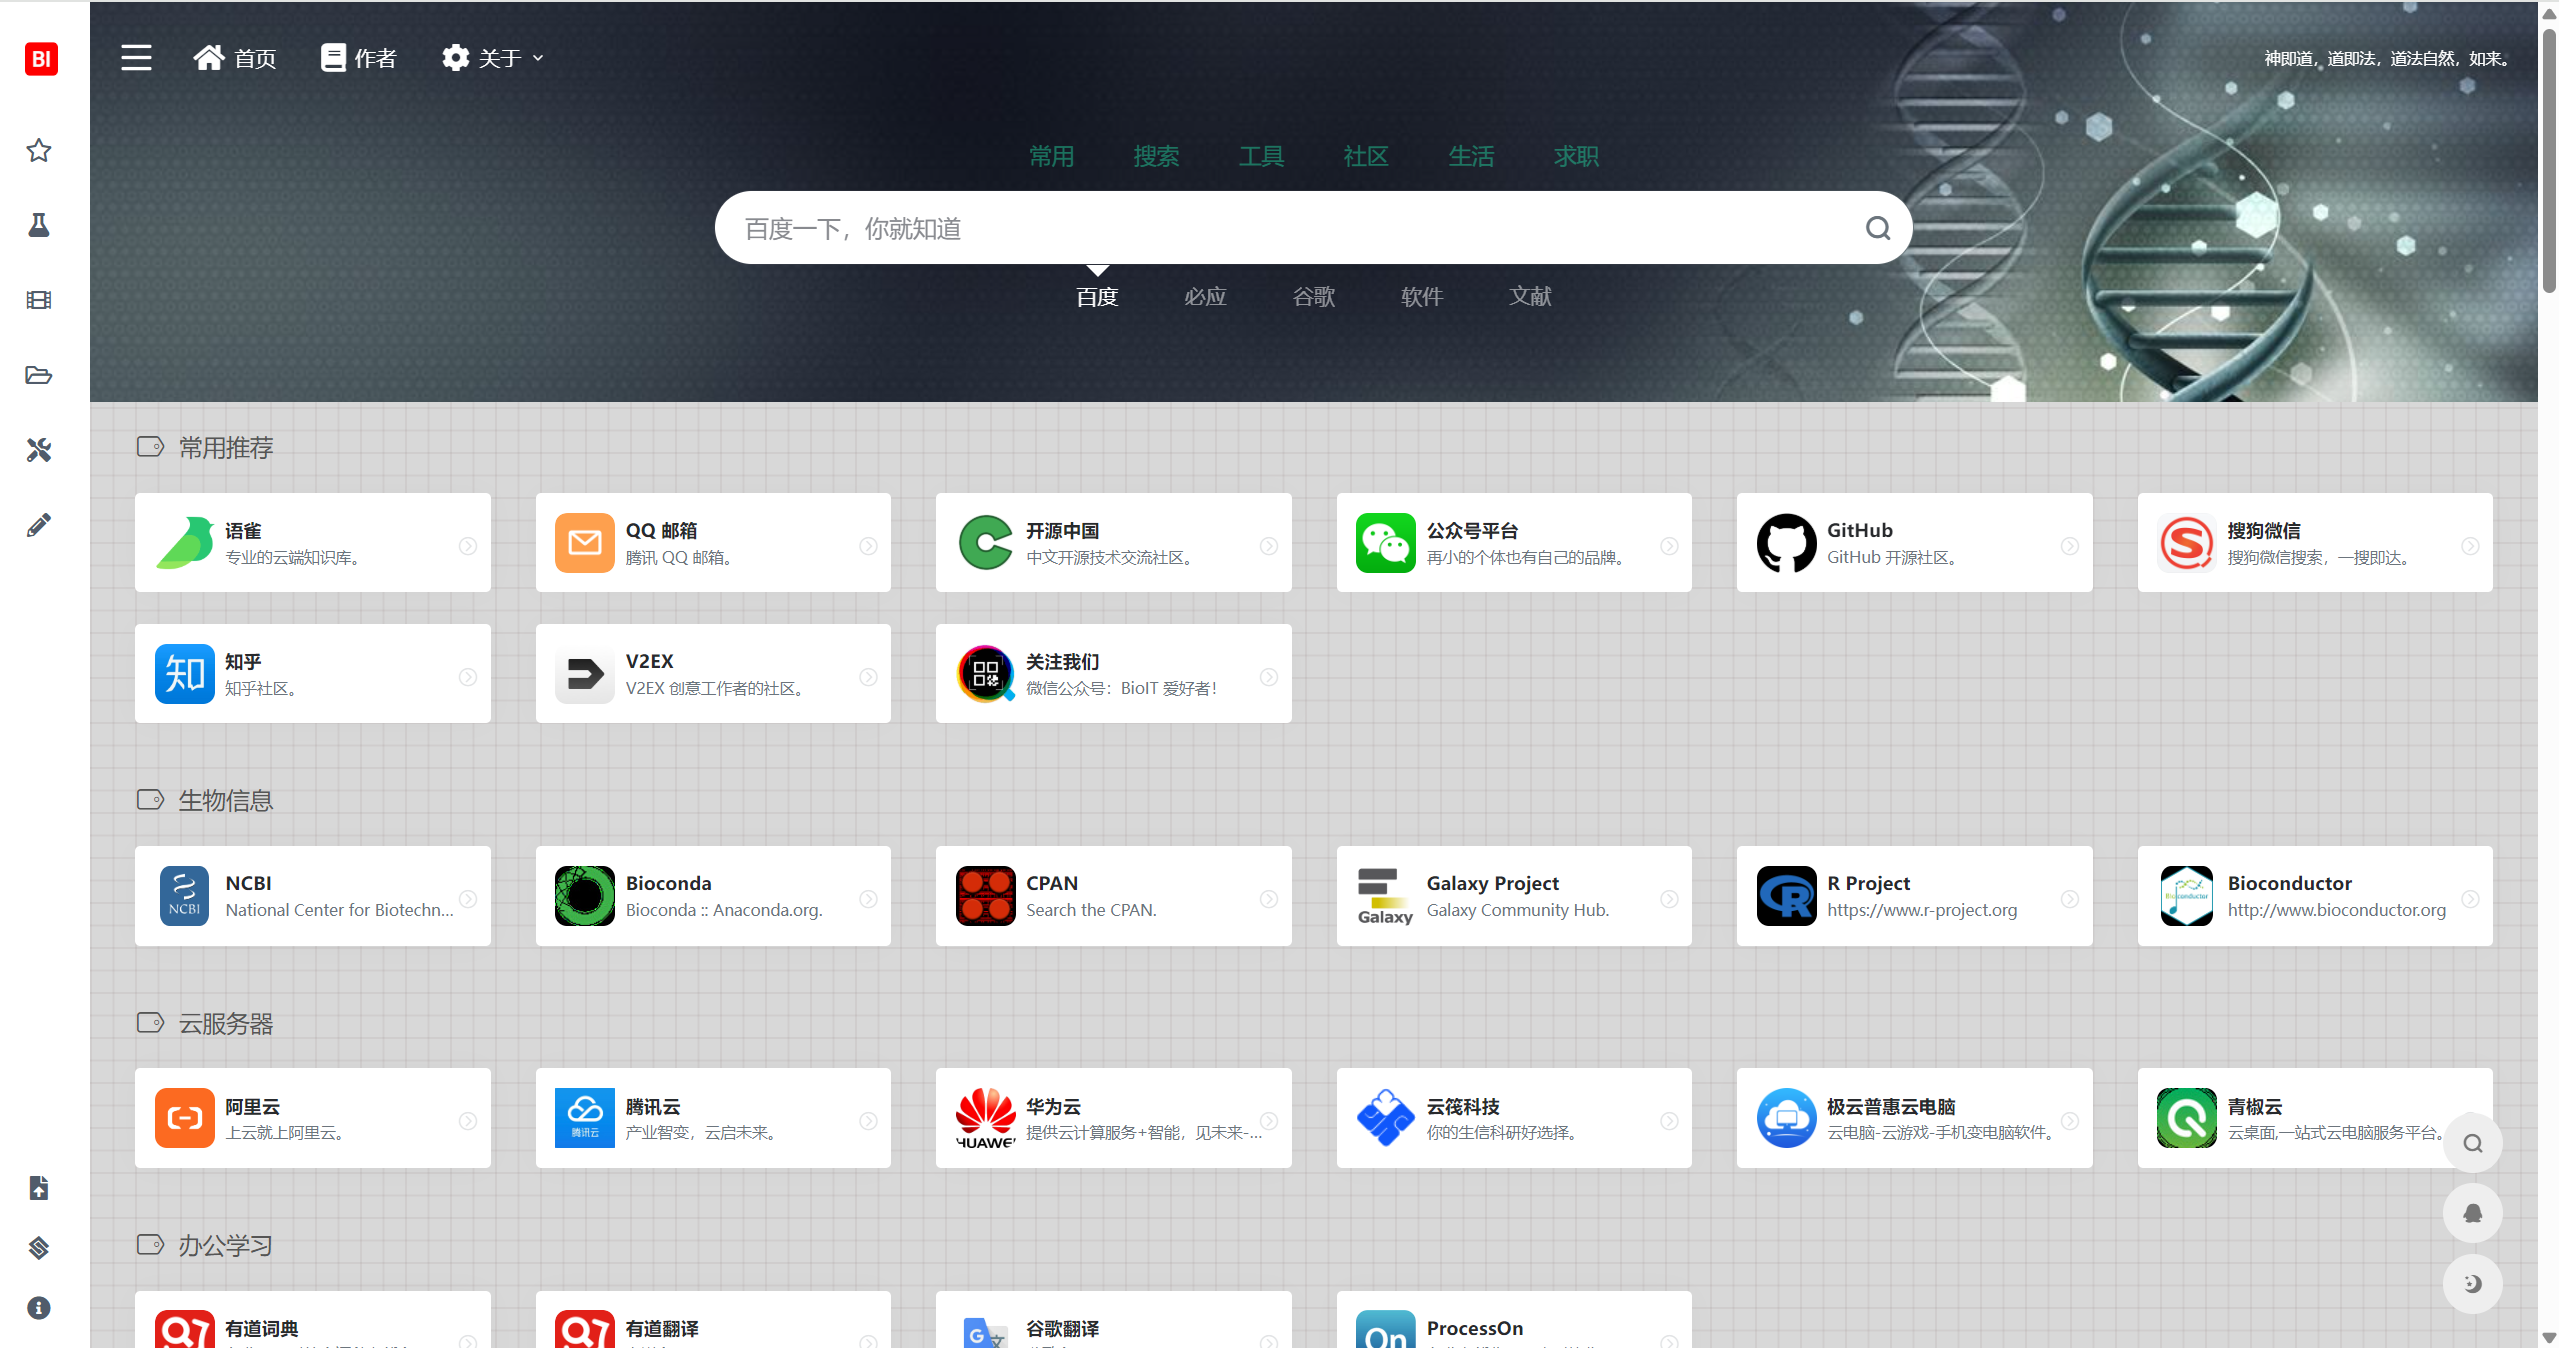 BI
首页
作者
关于
神即道，道即法，道法自然，如来。
常用
搜索
工具
社区
生活
求职
百度一下，你就知道
百度
必应
谷歌
软件
文献
常用推荐
语雀
专业的云端知识库。
QQ 邮箱
腾讯 QQ 邮箱。
开源中国
中文开源技术交流社区。
公众号平台
再小的个体也有自己的品牌。
GitHub
GitHub 开源社区。
搜狗微信
搜狗微信搜索，一搜即达。
知
知乎
知乎社区。
V2EX
V2EX 创意工作者的社区。
关注我们
微信公众号：BioIT 爱好者！
生物信息
NCBI
NCBI
National Center for Biotechn...
Bioconda
Bioconda :: Anaconda.org.
CPAN
Search the CPAN.
Galaxy
Galaxy Project
Galaxy Community Hub.
R Project
https://www.r-project.org
Bioconductor
Bioconductor
http://www.bioconductor.org
云服务器
阿里云
上云就上阿里云。
腾讯云
腾讯云
产业智变，云启未来。
HUAWEI
华为云
提供云计算服务+智能，见未来-...
云筏科技
你的生信科研好选择。
极云普惠云电脑
云电脑-云游戏-手机变电脑软件。
青椒云
云桌面,一站式云电脑服务平台。
办公学习
有道词典
有道翻译
G 文
谷歌翻译
On
ProcessOn